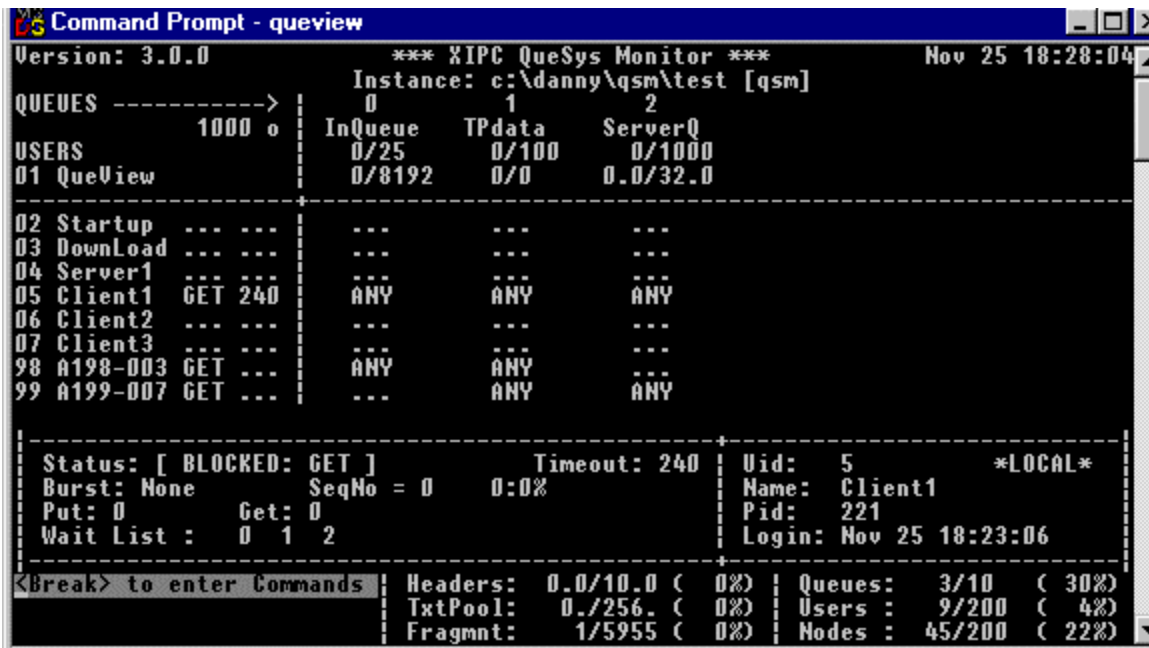 Command Prompt - queview
Version: 3.0.0 *** XIPC QueSys Monitor *** Nov 25 18:28:04
Instance: c:\danny\qsm\test [qsm]
QUEUES ------------> | 0 1 2
1000 o | InQueue TPdata ServerQ
USERS | 0/25 0/100 0/1000
01 QueView | 0/8192 0/0 0.0/32.0
02 Startup ... ... | ... ... ...
03 DownLoad ... ... | ... ... ...
04 Server1 ... ... | ... ... ...
05 Client1 GET 240 | ANY ANY ANY
06 Client2 ... ... | ... ... ...
07 Client3 ... ... | ... ... ...
98 A198-003 GET ... | ANY ANY ...
99 A199-007 GET ... | ... ANY ANY
Status: [ BLOCKED: GET ] Timeout: 240 | Uid: 5 *LOCAL*
Burst: None SeqNo = 0 0:0% | Name: Client1
Put: 0 Get: 0 | Pid: 221
Wait List : 0 1 2 | Login: Nov 25 18:23:06
<Break> to enter Commands | Headers: 0.0/10.0 ( 0%) | Queues: 3/10 ( 30%)
| TxtPool: 0./256. ( 0%) | Users : 9/200 ( 4%)
| Fragmnt: 1/5955 ( 0%) | Nodes : 45/200 ( 22%)